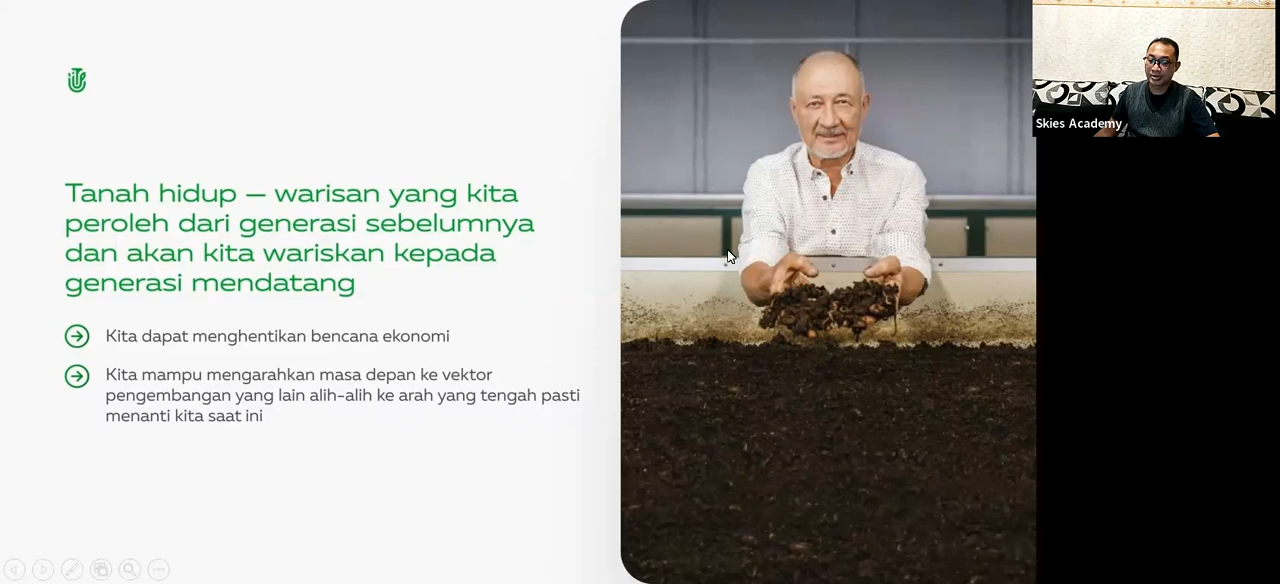 Tanah hidup — warisan yang kita
peroleh dari generasi sebelumnya
dan akan kita wariskan kepada
generasi mendatang
Kita dapat menghentikan bencana ekonomi
Kita mampu mengarahkan masa depan ke vektor
pengembangan yang lain alih-alih ke arah yang tengah pasti
menanti kita saat ini
Skies Academy